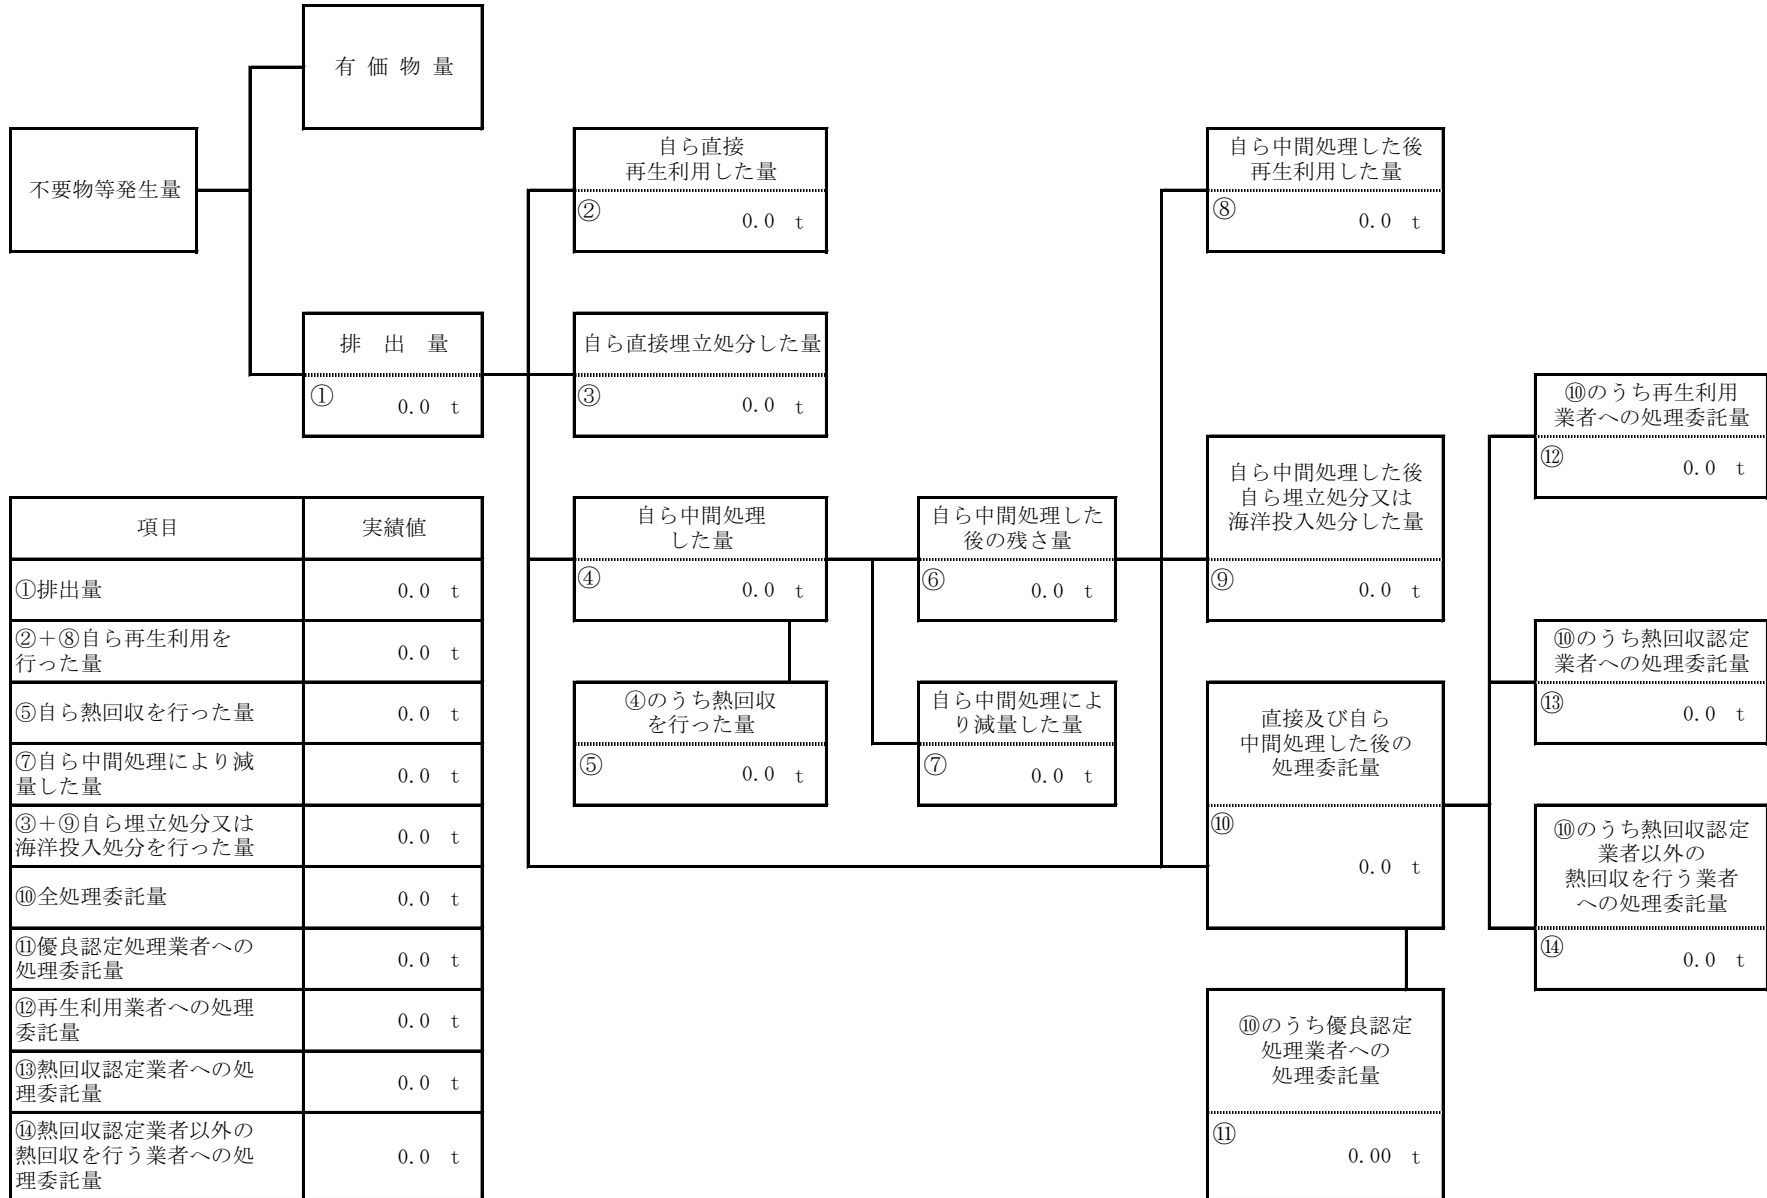 有 価 物 量
不要物等発生量
自ら直接
再生利用した量
②
0.0 t
自ら中間処理した後
再生利用した量
⑧
0.0 t
排 出 量
①
0.0 t
自ら直接埋立処分した量
③
0.0 t
⑩のうち再生利用
業者への処理委託量
⑫
0.0 t
自ら中間処理
した量
④
0.0 t
自ら中間処理した
後の残さ量
⑥
0.0 t
自ら中間処理した後
自ら埋立処分又は
海洋投入処分した量
⑨
0.0 t
⑩のうち熱回収認定
業者への処理委託量
⑬
0.0 t
④のうち熱回収
を行った量
⑤
0.0 t
自ら中間処理によ
り減量した量
⑦
0.0 t
直接及び自ら
中間処理した後の
処理委託量
⑩
0.0 t
⑩のうち熱回収認定
業者以外の
熱回収を行う業者
への処理委託量
⑭
0.0 t
⑩のうち優良認定
処理業者への
処理委託量
⑪
0.00 t
項目 実績値
①排出量 0.0 t
②＋⑧自ら再生利用を
行った量 0.0 t
⑤自ら熱回収を行った量 0.0 t
⑦自ら中間処理により減
量した量 0.0 t
③＋⑨自ら埋立処分又は
海洋投入処分を行った量 0.0 t
⑩全処理委託量 0.0 t
⑪優良認定処理業者への
処理委託量 0.0 t
⑫再生利用業者への処理
委託量 0.0 t
⑬熱回収認定業者への処
理委託量 0.0 t
⑭熱回収認定業者以外の
熱回収を行う業者への処
理委託量 0.0 t